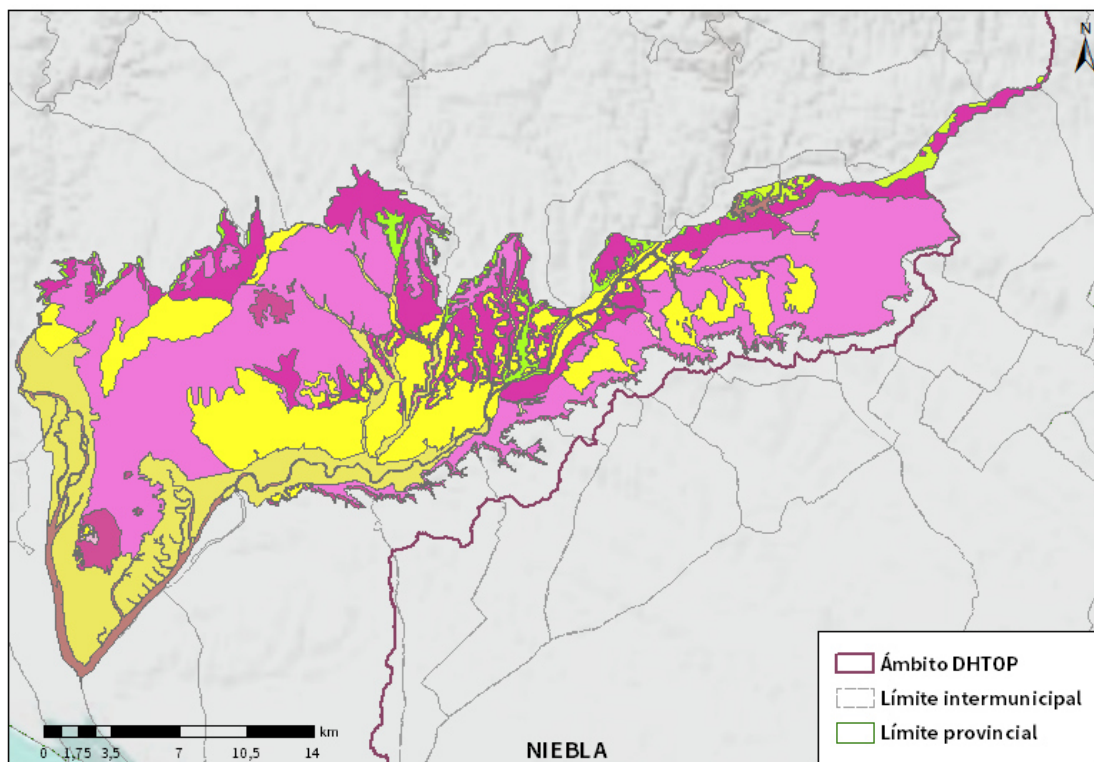 N
Ámbito DHTOP
Límite intermunicipal
Límite provincial
km
0 1,75 3,5 7 10,5 14
NIEBLA